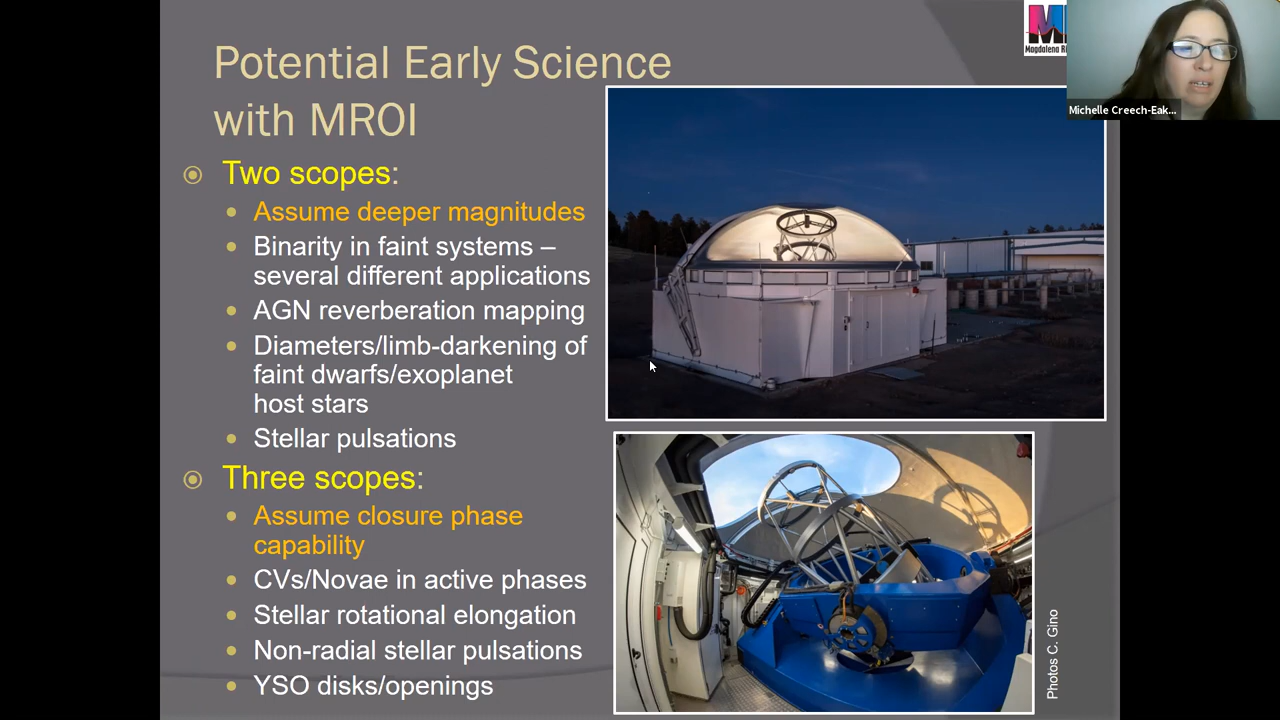 Potential Early Science
with MROI
Two scopes:
Assume deeper magnitudes
Binarity in faint systems –
several different applications
AGN reverberation mapping
Diameters/limb-darkening of
faint dwarfs/exoplanet
host stars
Stellar pulsations
Three scopes:
Assume closure phase
capability
CVs/Novae in active phases
Stellar rotational elongation
Non-radial stellar pulsations
YSO disks/openings
Photos C. Gino
Magdalena
Michelle Creech-Eak...